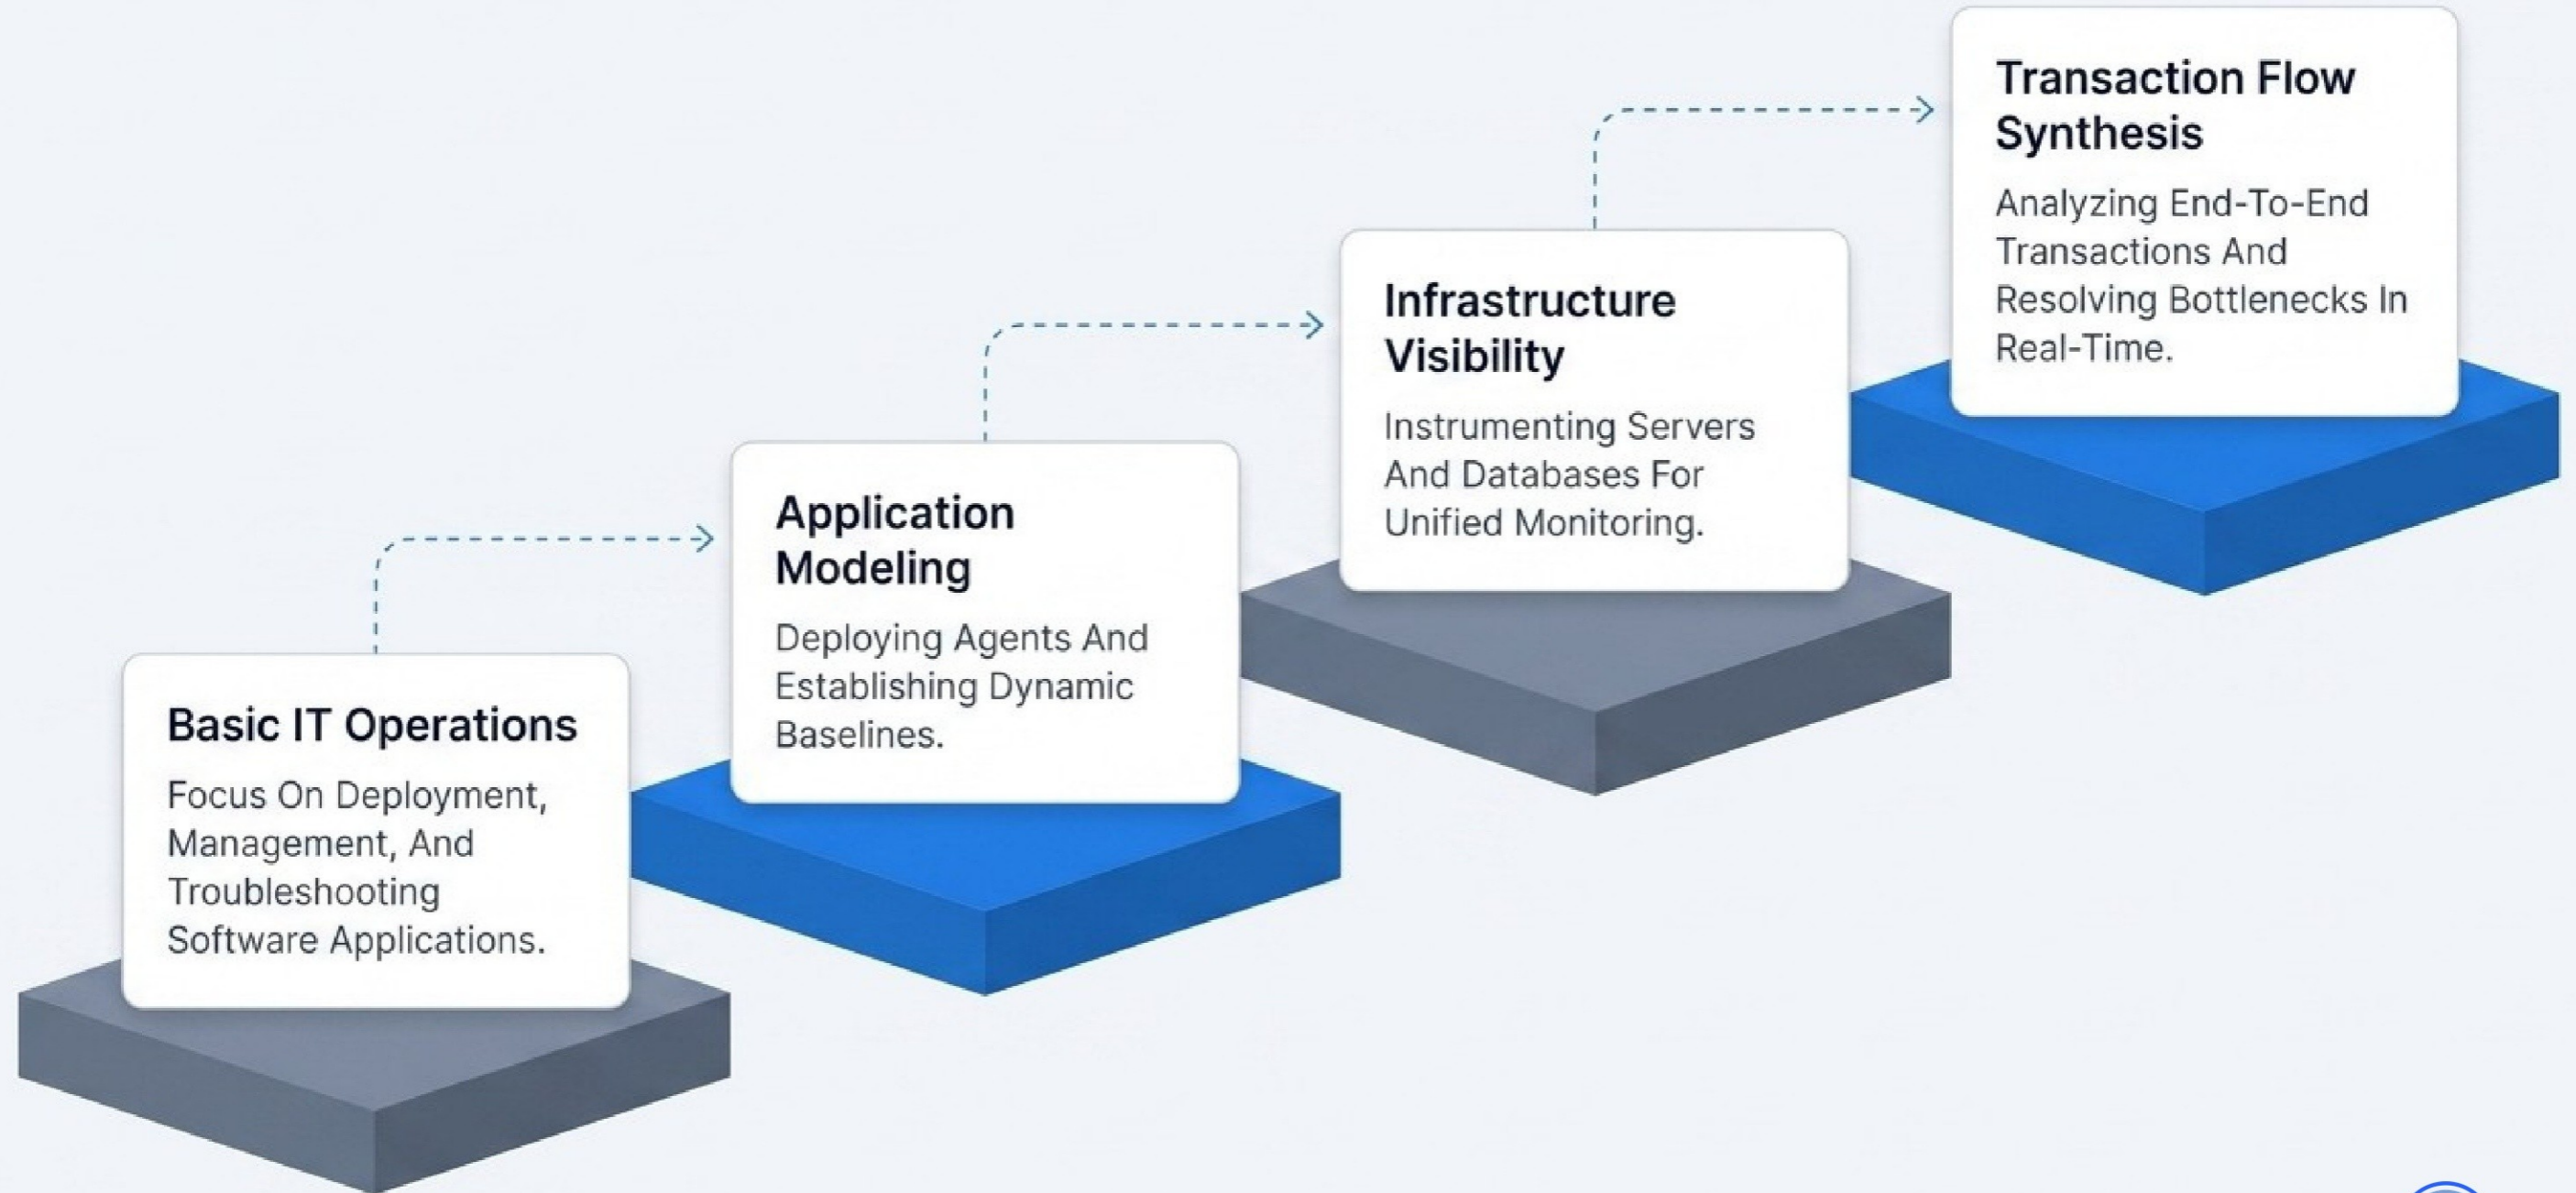 Basic IT Operations
Focus On Deployment,
Management, And
Troubleshooting
Software Applications.
Application
Modeling
Deploying Agents And
Establishing Dynamic
Baselines.
Infrastructure
Visibility
Instrumenting Servers
And Databases For
Unified Monitoring.
Transaction Flow
Synthesis
Analyzing End-To-End
Transactions And
Resolving Bottlenecks In
Real-Time.